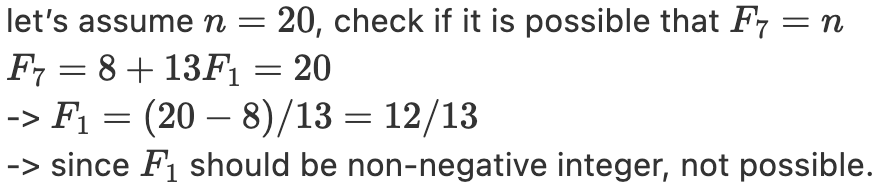 let's assume n = 20, check if it is possible that F₇ = n
F₇ = 8 + 13F₁ = 20
-> F₁ = (20 − 8)/13 = 12/13
-> since F₁ should be non-negative integer, not possible.